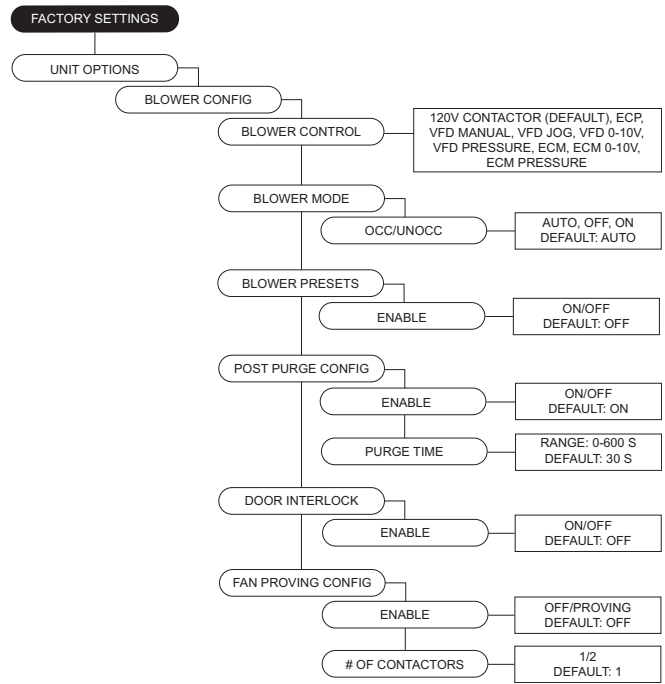 FACTORY SETTINGS
UNIT OPTIONS
BLOWER CONFIG
BLOWER CONTROL
120V CONTACTOR (DEFAULT), ECP,
VFD MANUAL, VFD JOG, VFD 0-10V,
VFD PRESSURE, ECM, ECM 0-10V,
ECM PRESSURE
BLOWER MODE
OCC/UNOCC
AUTO, OFF, ON
DEFAULT: AUTO
BLOWER PRESETS
ENABLE
ON/OFF
DEFAULT: OFF
POST PURGE CONFIG
ENABLE
ON/OFF
DEFAULT: ON
PURGE TIME
RANGE: 0-600 S
DEFAULT: 30 S
DOOR INTERLOCK
ENABLE
ON/OFF
DEFAULT: OFF
FAN PROVING CONFIG
ENABLE
OFF/PROVING
DEFAULT: OFF
# OF CONTACTORS
1/2
DEFAULT: 1